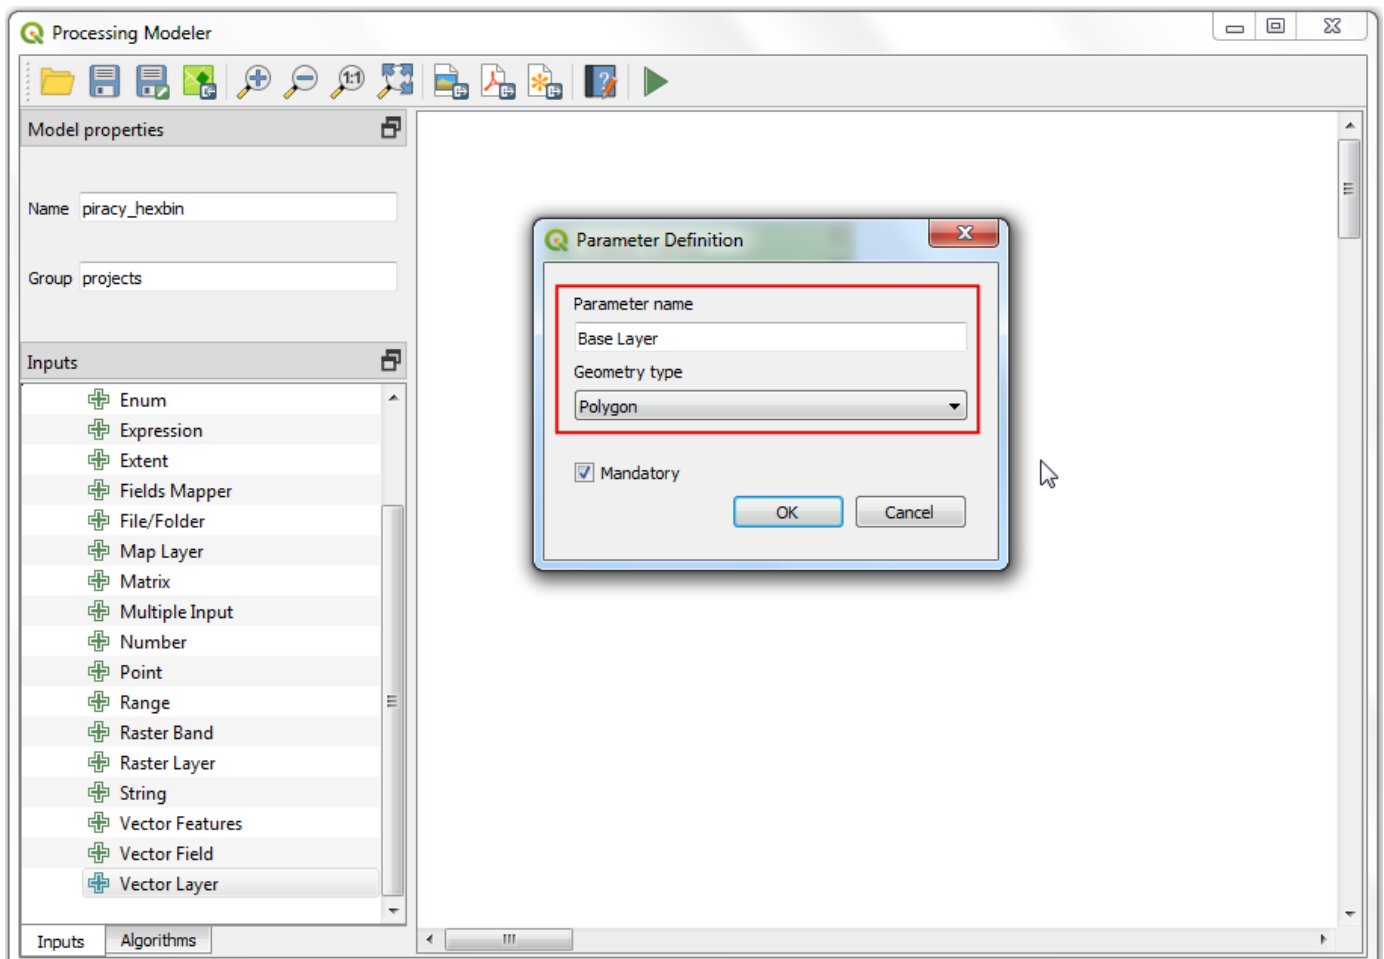 Processing Modeler
1:1
Model properties
Name piracy_hexbin
Group projects
Inputs
Enum
Expression
Extent
Fields Mapper
File/Folder
Map Layer
Matrix
Multiple Input
Number
Point
Range
Raster Band
Raster Layer
String
Vector Features
Vector Field
Vector Layer
Inputs Algorithms
Parameter Definition
Parameter name
Base Layer
Geometry type
Polygon
Mandatory
OK Cancel